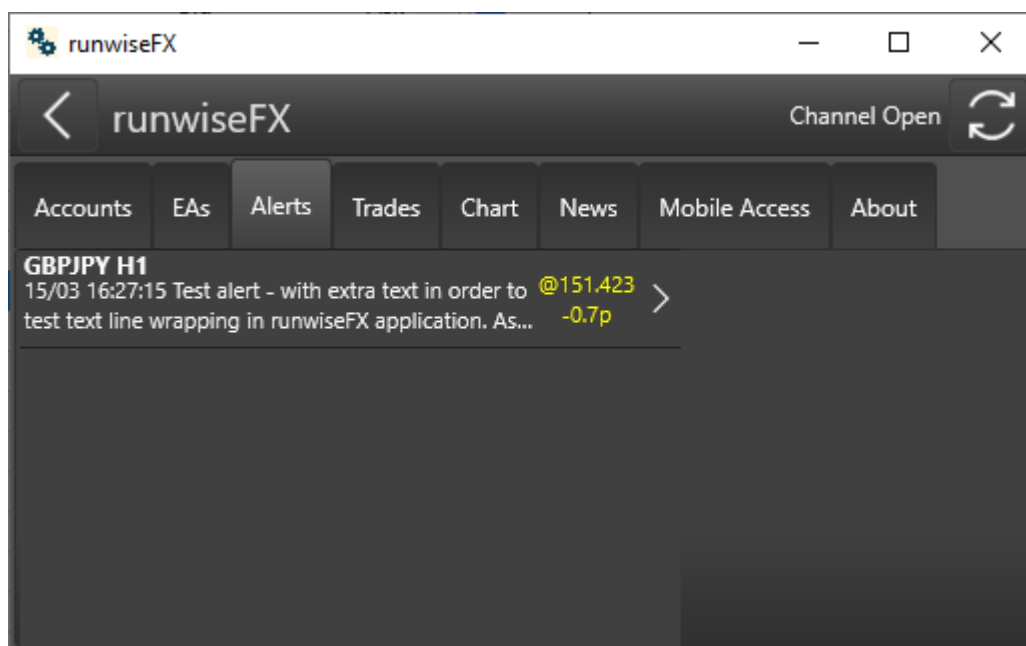 runwiseFX
runwiseFX Channel Open
Accounts EAs Alerts Trades Chart News Mobile Access About
GBPJPY H1
15/03 16:27:15 Test alert - with extra text in order to @151.423
test text line wrapping in runwiseFX application. As... -0.7p